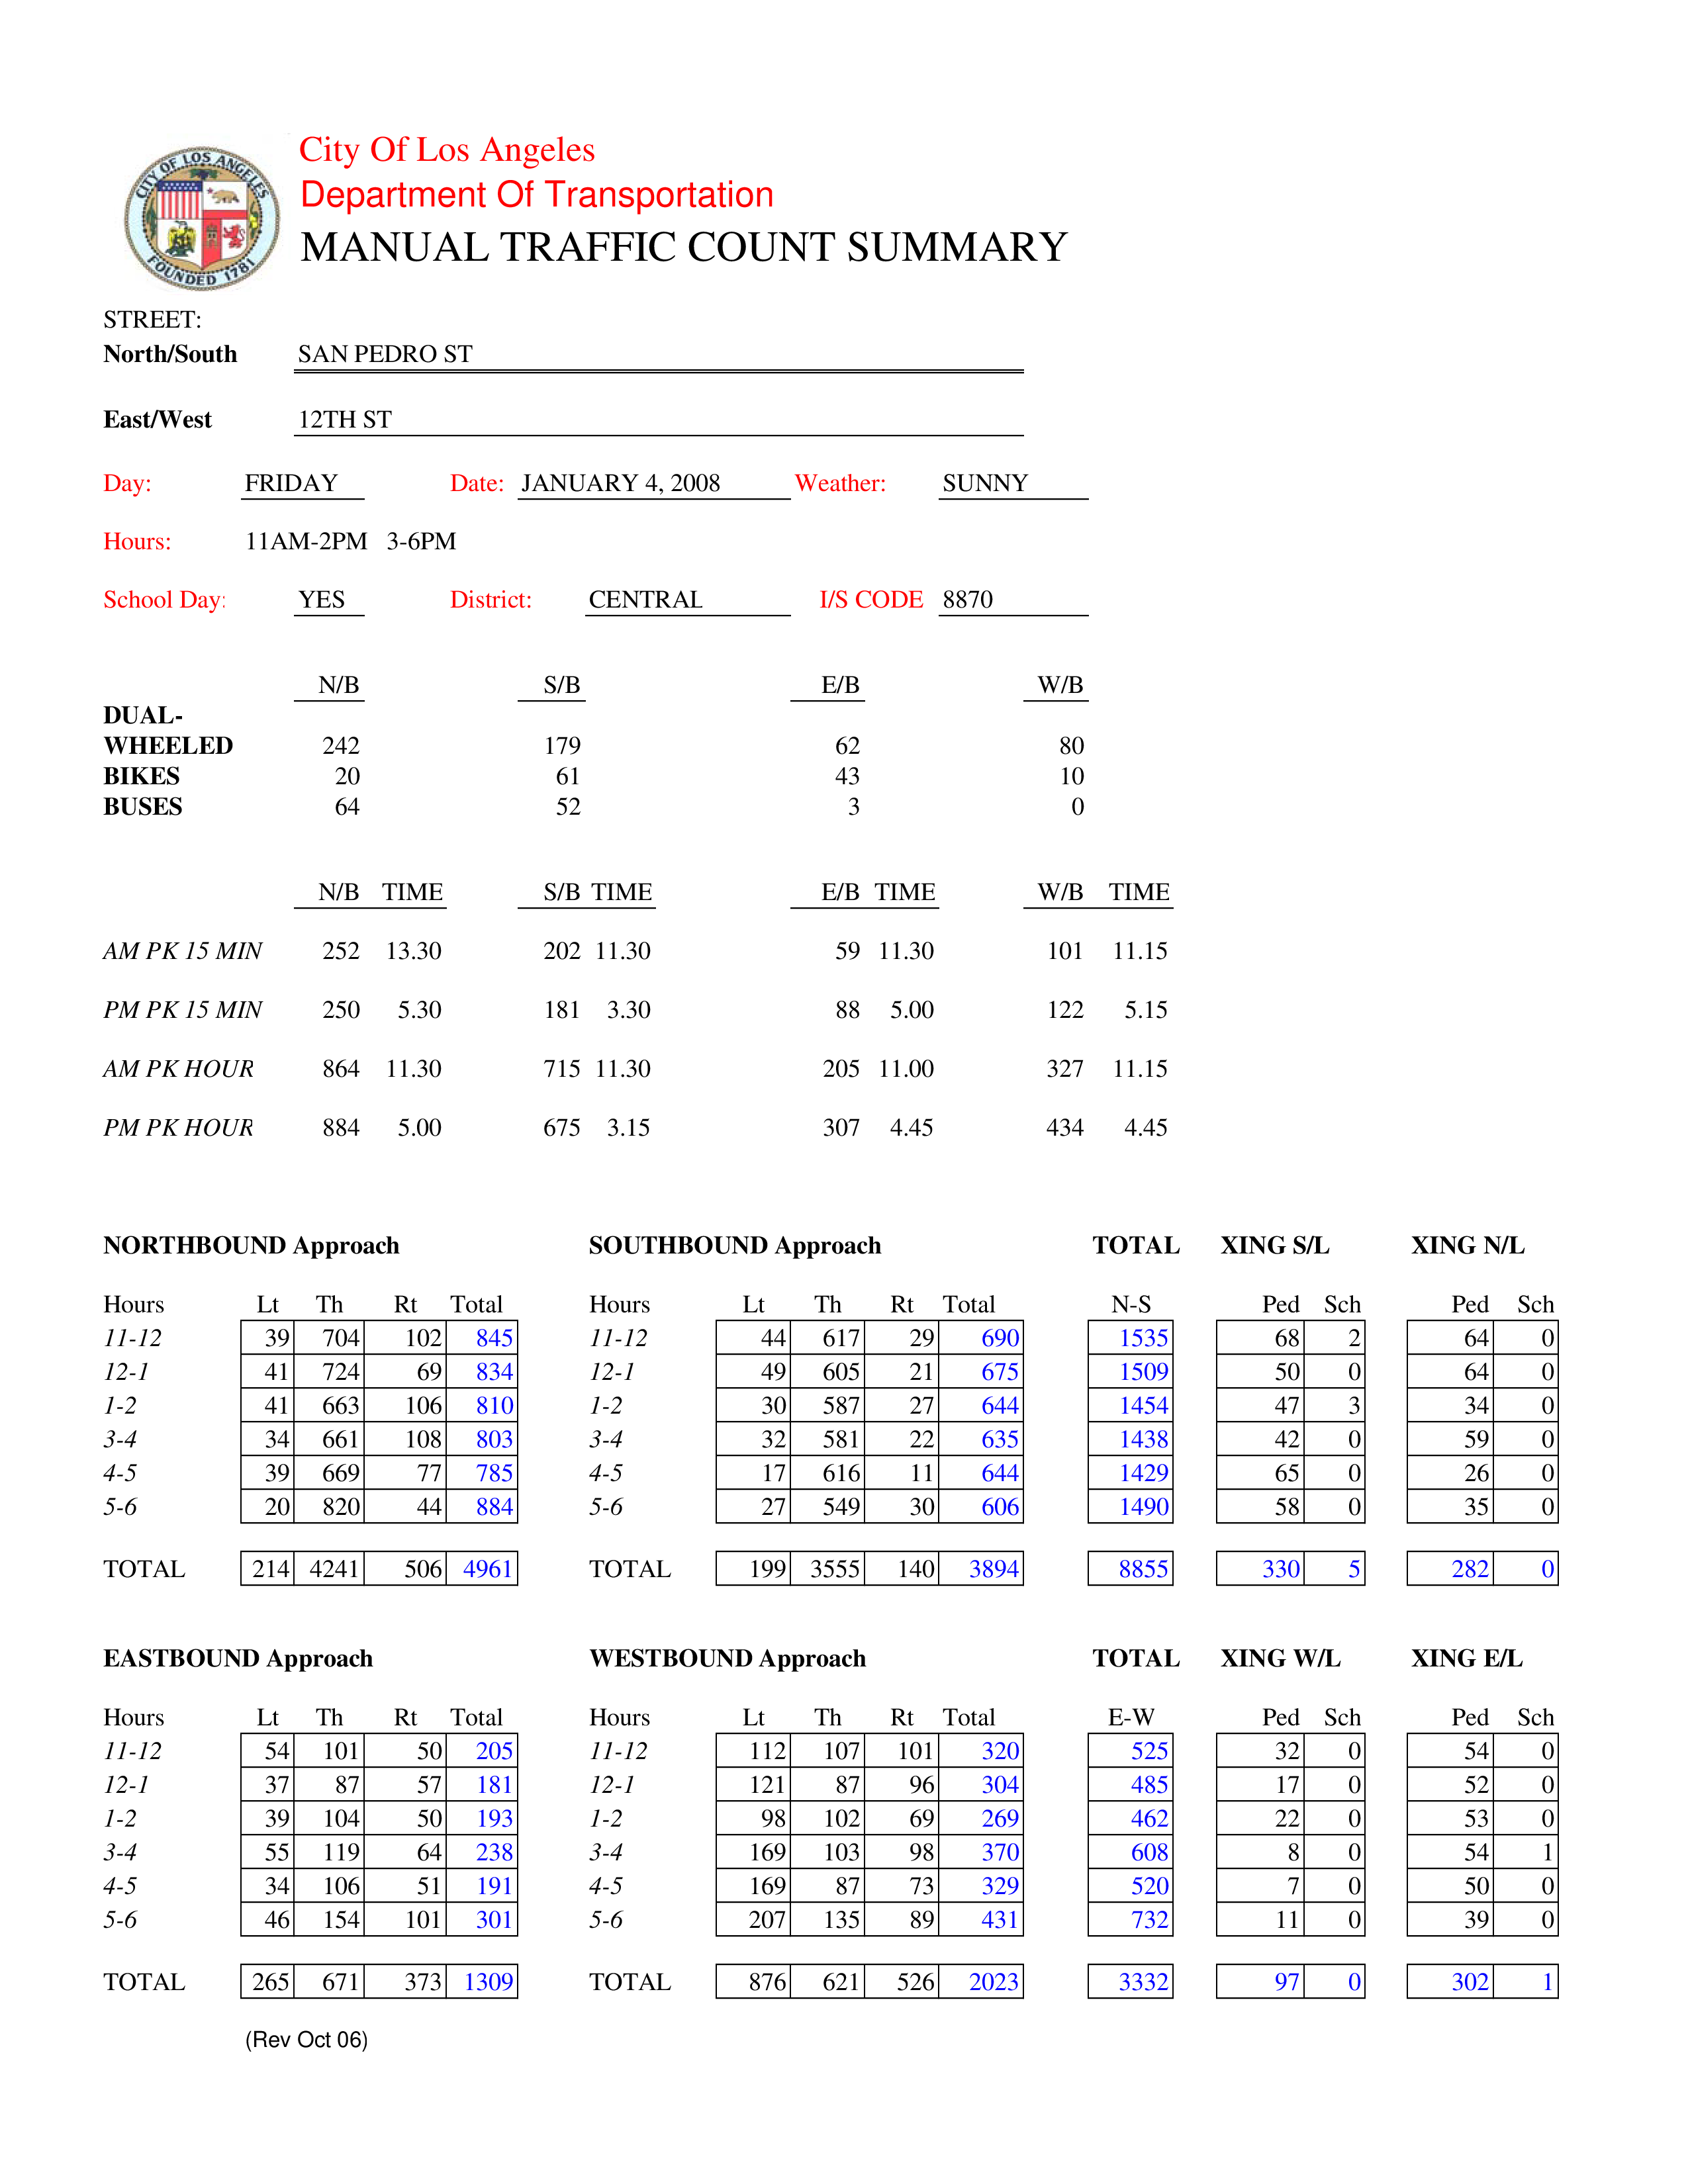 CITY OF LOS ANGELES
FOUNDED 1781
City Of Los Angeles
Department Of Transportation
MANUAL TRAFFIC COUNT SUMMARY
STREET:
North/South SAN PEDRO ST
East/West 12TH ST
Day: FRIDAY Date: JANUARY 4, 2008 Weather: SUNNY
Hours: 11AM-2PM 3-6PM
School Day: YES District: CENTRAL I/S CODE 8870
N/B S/B E/B W/B
DUAL-
WHEELED 242 179 62 80
BIKES 20 61 43 10
BUSES 64 52 3 0
N/B TIME S/B TIME E/B TIME W/B TIME
AM PK 15 MIN 252 13.30 202 11.30 59 11.30 101 11.15
PM PK 15 MIN 250 5.30 181 3.30 88 5.00 122 5.15
AM PK HOUR 864 11.30 715 11.30 205 11.00 327 11.15
PM PK HOUR 884 5.00 675 3.15 307 4.45 434 4.45
NORTHBOUND Approach SOUTHBOUND Approach TOTAL XING S/L XING N/L
Hours Lt Th Rt Total Hours Lt Th Rt Total N-S Ped Sch Ped Sch
11-12 39 704 102 845 11-12 44 617 29 690 1535 68 2 64 0
12-1 41 724 69 834 12-1 49 605 21 675 1509 50 0 64 0
1-2 41 663 106 810 1-2 30 587 27 644 1454 47 3 34 0
3-4 34 661 108 803 3-4 32 581 22 635 1438 42 0 59 0
4-5 39 669 77 785 4-5 17 616 11 644 1429 65 0 26 0
5-6 20 820 44 884 5-6 27 549 30 606 1490 58 0 35 0
TOTAL 214 4241 506 4961 TOTAL 199 3555 140 3894 8855 330 5 282 0
EASTBOUND Approach WESTBOUND Approach TOTAL XING W/L XING E/L
Hours Lt Th Rt Total Hours Lt Th Rt Total E-W Ped Sch Ped Sch
11-12 54 101 50 205 11-12 112 107 101 320 525 32 0 54 0
12-1 37 87 57 181 12-1 121 87 96 304 485 17 0 52 0
1-2 39 104 50 193 1-2 98 102 69 269 462 22 0 53 0
3-4 55 119 64 238 3-4 169 103 98 370 608 8 0 54 1
4-5 34 106 51 191 4-5 169 87 73 329 520 7 0 50 0
5-6 46 154 101 301 5-6 207 135 89 431 732 11 0 39 0
TOTAL 265 671 373 1309 TOTAL 876 621 526 2023 3332 97 0 302 1
(Rev Oct 06)